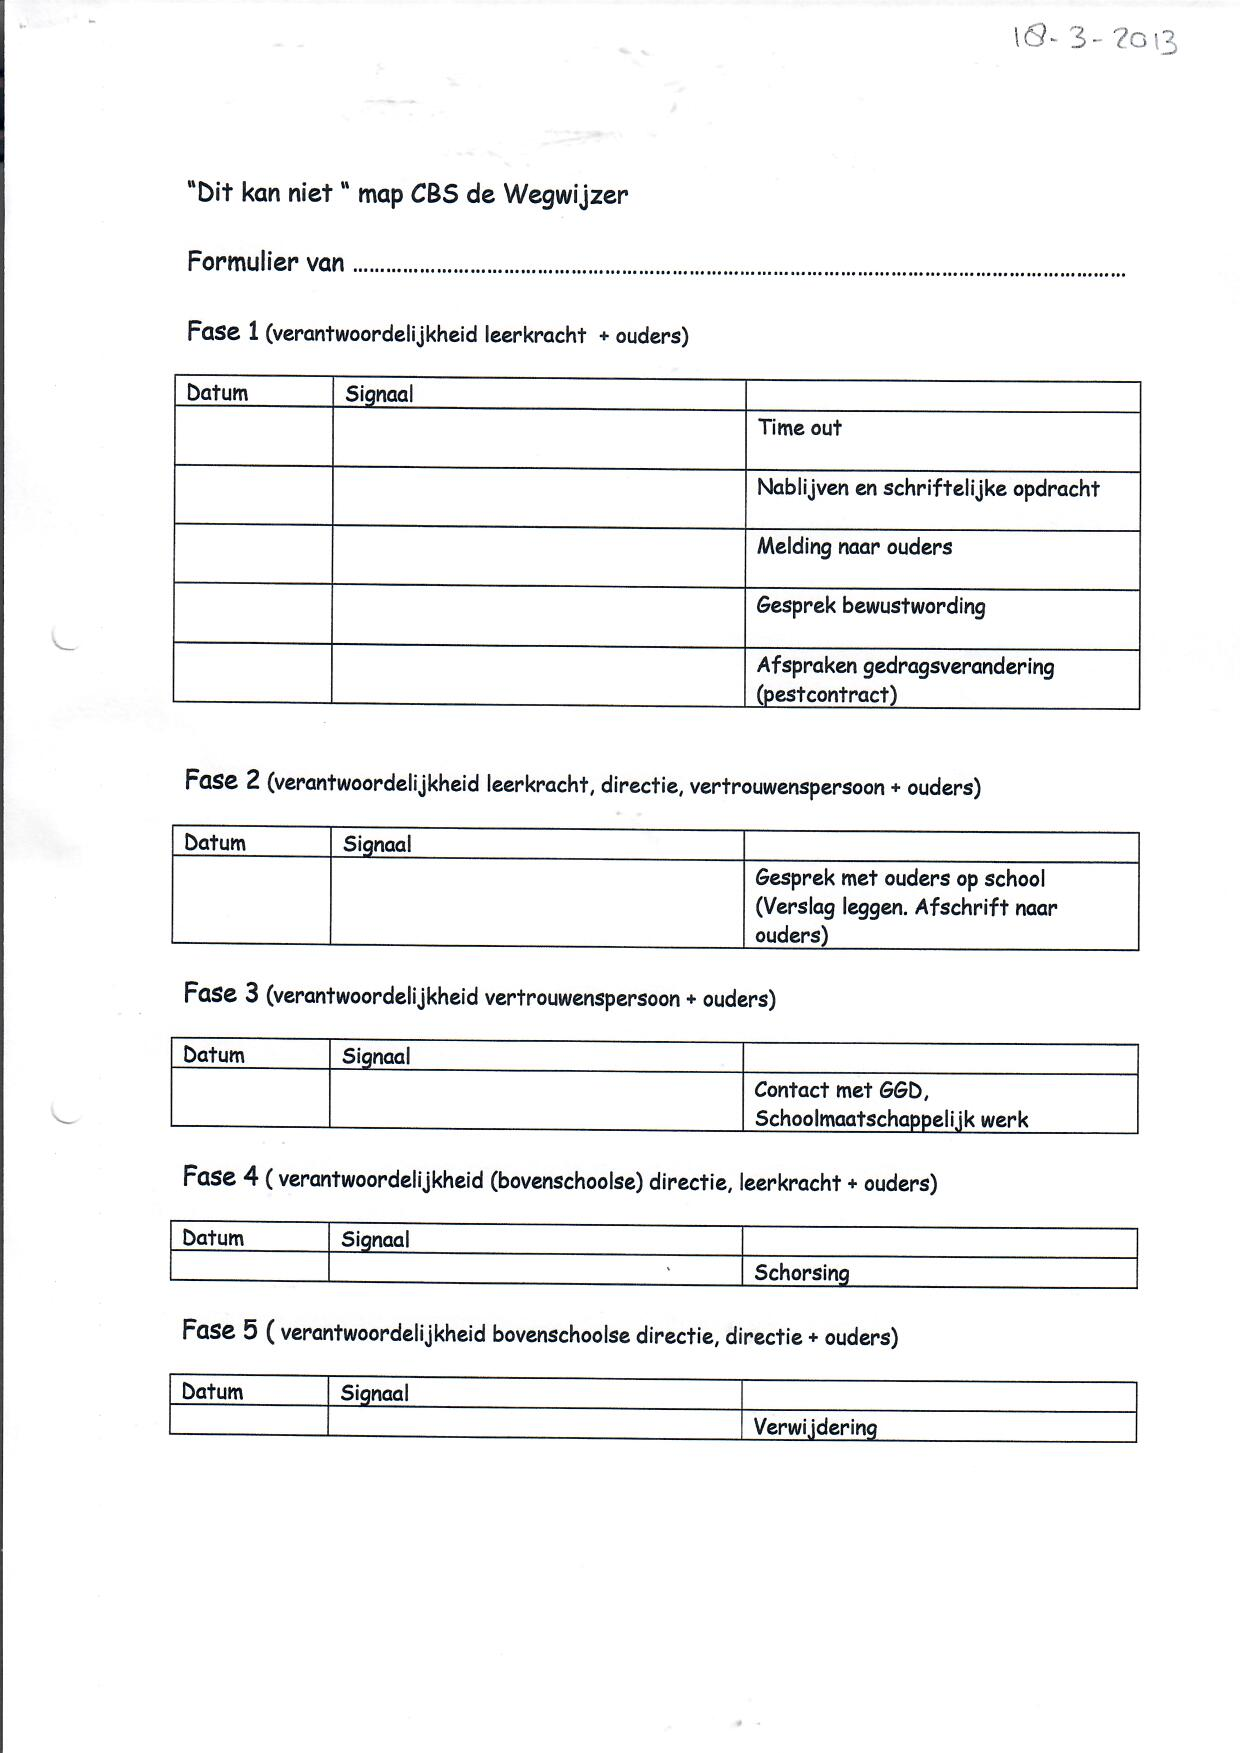 18-3-2013
"Dit kan niet " map CBS de Wegwijzer
Formulier van ........................................................................................................................................
Fase 1 (verantwoordelijkheid leerkracht + ouders)
Datum Signaal
Time out
Nablijven en schriftelijke opdracht
Melding naar ouders
Gesprek bewustwording
Afspraken gedragsverandering
(pestcontract)
Fase 2 (verantwoordelijkheid leerkracht, directie, vertrouwenspersoon + ouders)
Datum Signaal
Gesprek met ouders op school
(Verslag leggen. Afschrift naar
ouders)
Fase 3 (verantwoordelijkheid vertrouwenspersoon + ouders)
Datum Signaal
Contact met GGD,
Schoolmaatschappelijk werk
Fase 4 ( verantwoordelijkheid (bovenschoolse) directie, leerkracht + ouders)
Datum Signaal
Schorsing
Fase 5 ( verantwoordelijkheid bovenschoolse directie, directie + ouders)
Datum Signaal
Verwijdering